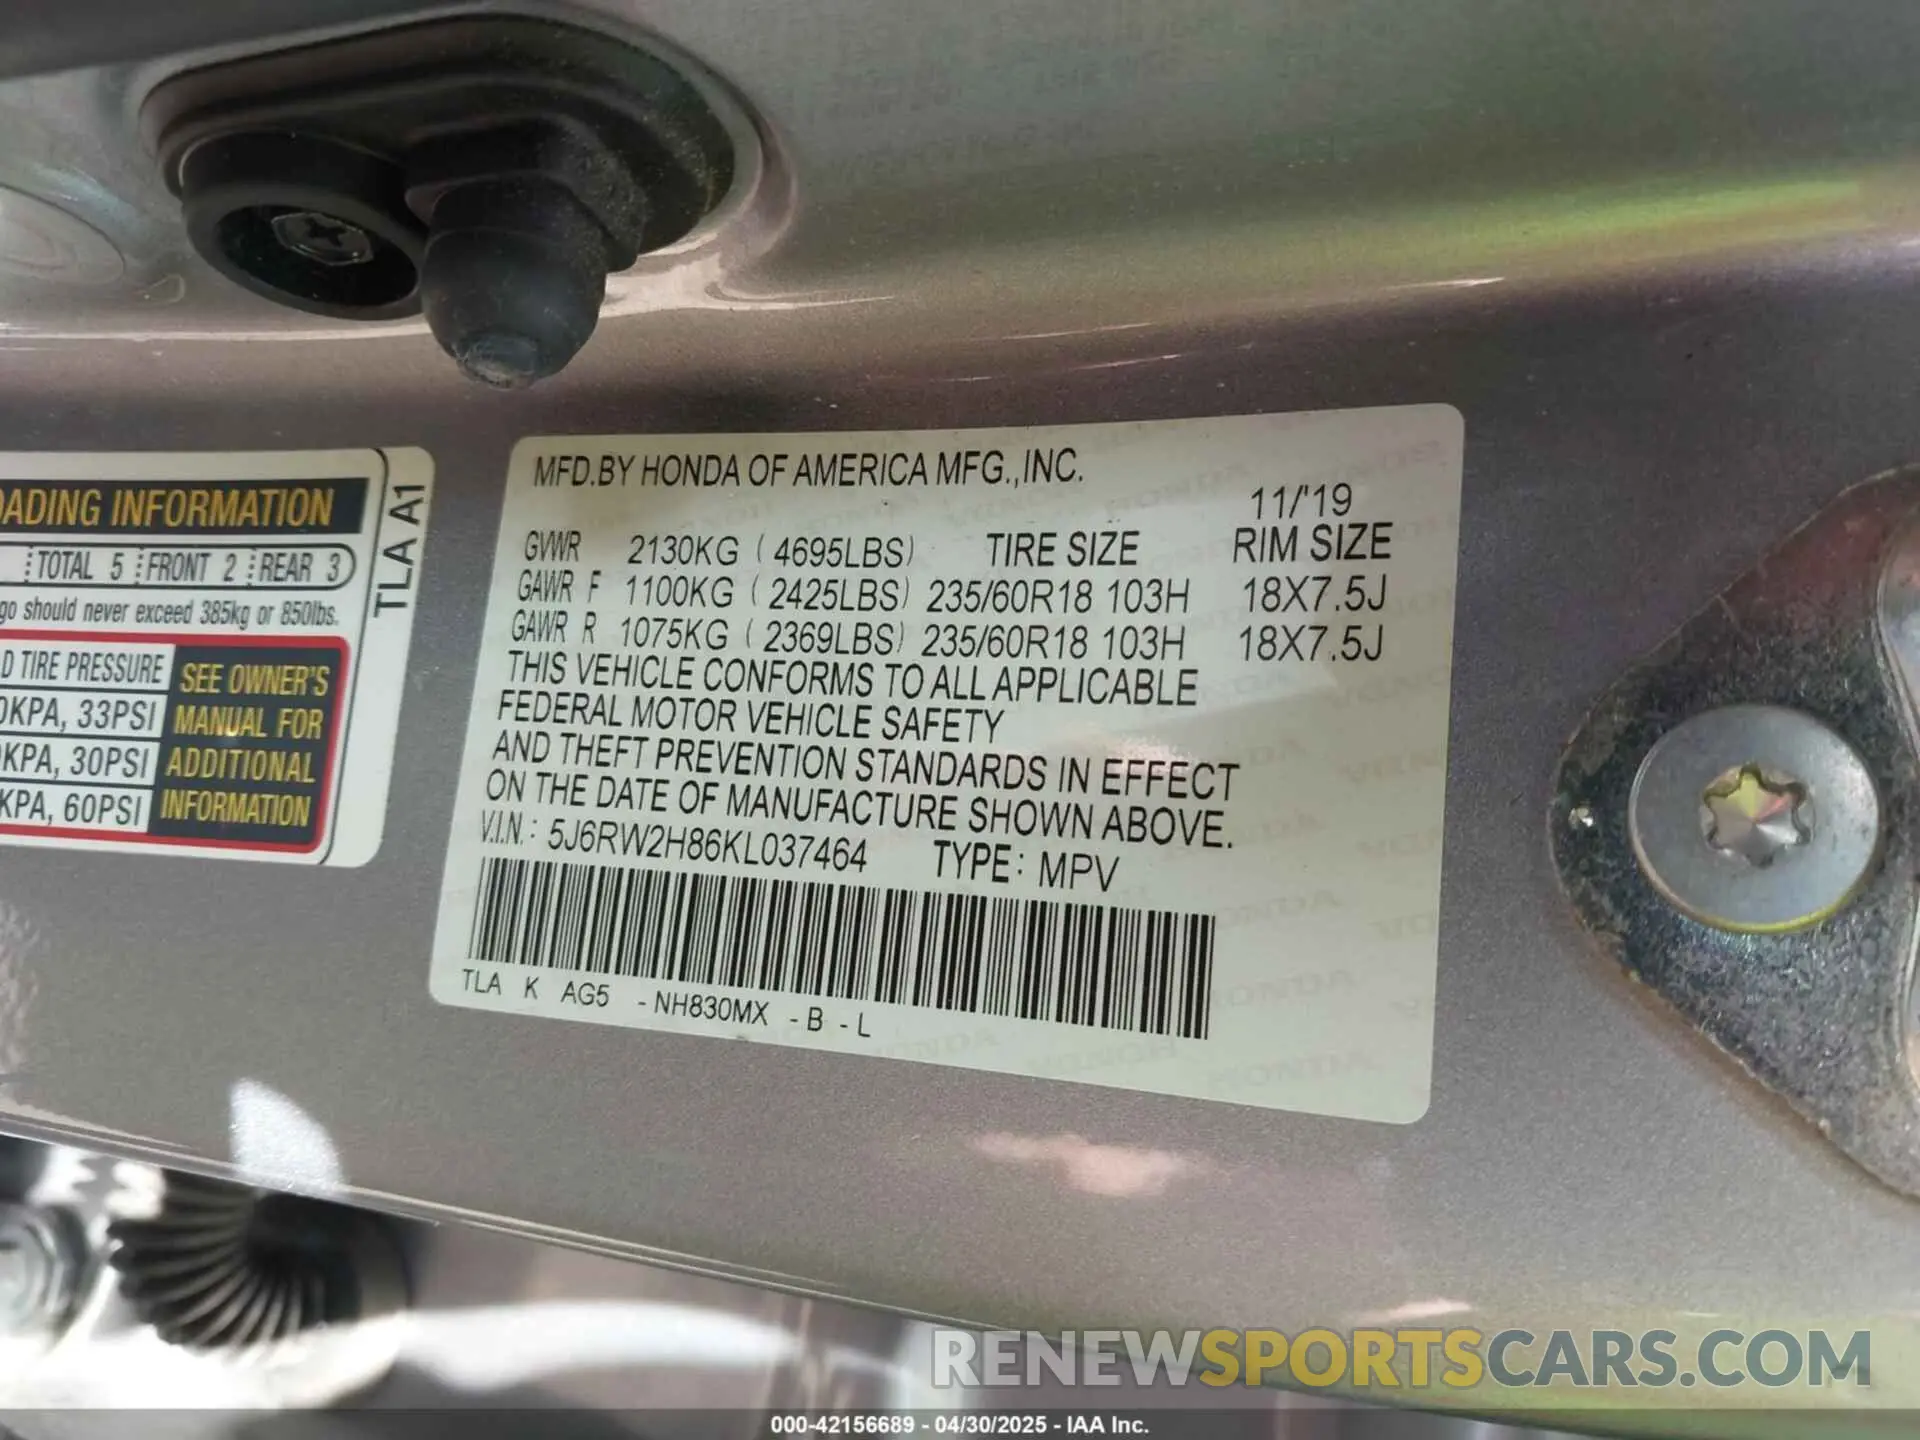 OADING INFORMATION
TOTAL 5 FRONT 2 REAR 3
go should never exceed 385kg or 850lbs.
D TIRE PRESSURE
0KPA, 33PSI
KPA, 30PSI
KPA, 60PSI
SEE OWNER'S
MANUAL FOR
ADDITIONAL
INFORMATION
TLA A1
MFD.BY HONDA OF AMERICA MFG.,INC.
11/'19
GVWR 2130KG (4695LBS) TIRE SIZE RIM SIZE
GAWR F 1100KG (2425LBS) 235/60R18 103H 18X7.5J
GAWR R 1075KG (2369LBS) 235/60R18 103H 18X7.5J
THIS VEHICLE CONFORMS TO ALL APPLICABLE
FEDERAL MOTOR VEHICLE SAFETY
AND THEFT PREVENTION STANDARDS IN EFFECT
ON THE DATE OF MANUFACTURE SHOWN ABOVE.
V.I.N.: 5J6RW2H86KL037464 TYPE: MPV
TLA K AG5 -NH830MX -B -L
RENEWSPORTSCARS.COM
000-42156689 - 04/30/2025 - IAA Inc.